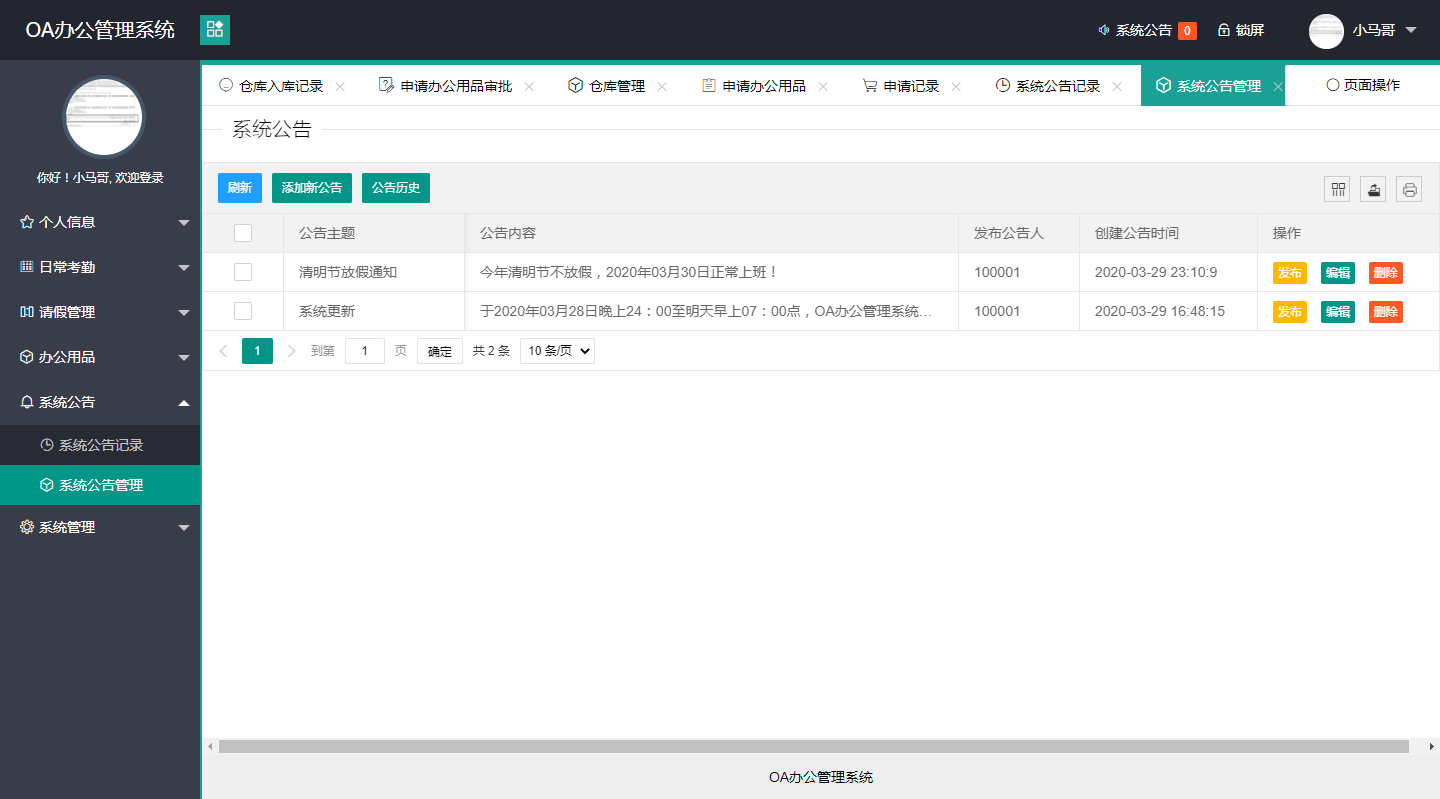 OA办公管理系统
系统公告 0 锁屏 小马哥
你好！小马哥, 欢迎登录
个人信息
日常考勤
请假管理
办公用品
系统公告
系统公告记录
系统公告管理
系统管理
仓库入库记录 申请办公用品审批 仓库管理 申请办公用品 申请记录 系统公告记录 系统公告管理 页面操作
系统公告
刷新 添加新公告 公告历史
公告主题 公告内容 发布公告人 创建公告时间 操作
清明节放假通知 今年清明节不放假，2020年03月30日正常上班！ 100001 2020-03-29 23:10:9 发布 编辑 删除
系统更新 于2020年03月28日晚上24：00至明天早上07：00点，OA办公管理系统… 100001 2020-03-29 16:48:15 发布 编辑 删除
1 到第 1 页 确定 共 2 条 10 条/页
OA办公管理系统